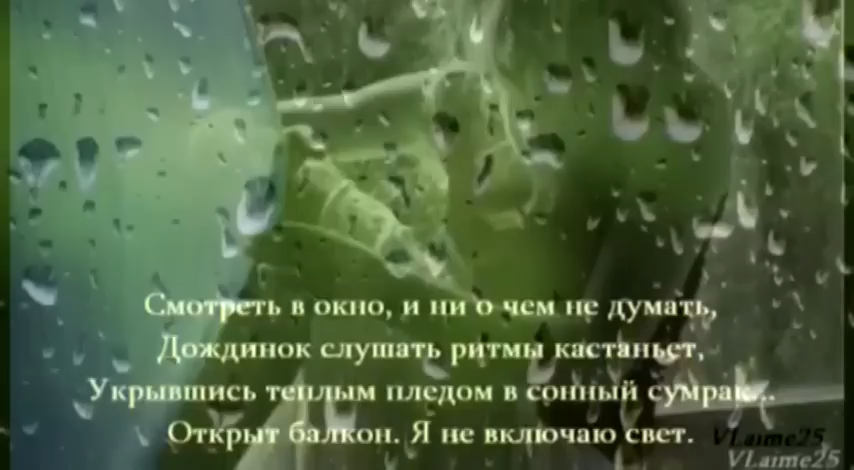 Смотреть в окно, и ни о чем не думать,
Дождинок слушать ритмы кастаньет,
Укрывшись теплым пледом в сонный сумрак...
Открыт балкон. Я не включаю свет.
VLaime25
VLaime25